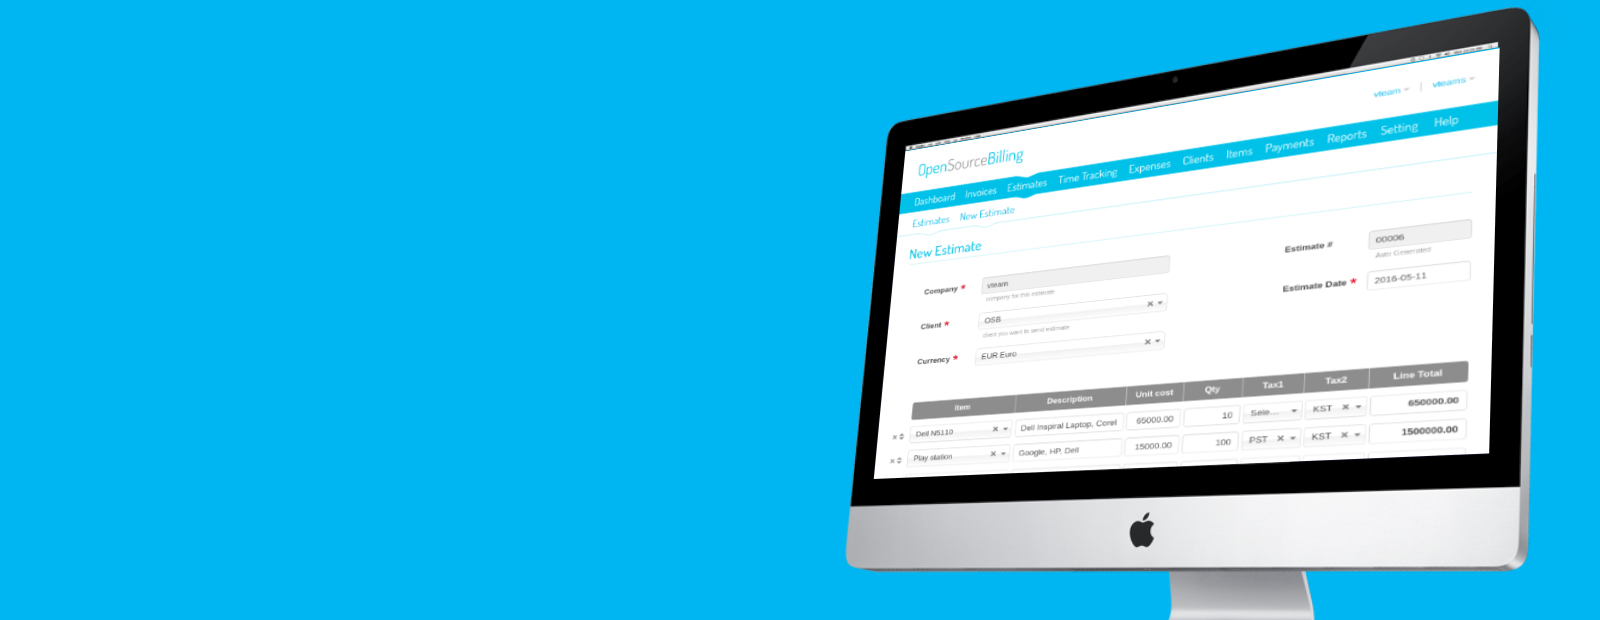 vteam | vteams
OpenSourceBilling
Dashboard Invoices Estimates Time Tracking Expenses Clients Items Payments Reports Setting Help
Estimates New Estimate
New Estimate
Company * vteam
company for this estimate
Estimate # 00006
Auto Generated
Client * OSB
client you want to send estimate
Estimate Date * 2016-05-11
Currency * EUR Euro
Item Description Unit cost Qty Tax1 Tax2 Line Total
Dell N5110 Dell Inspiral Laptop, Corel 65000.00 10 Sele... KST 650000.00
Play station Google, HP, Dell 15000.00 100 PST KST 1500000.00